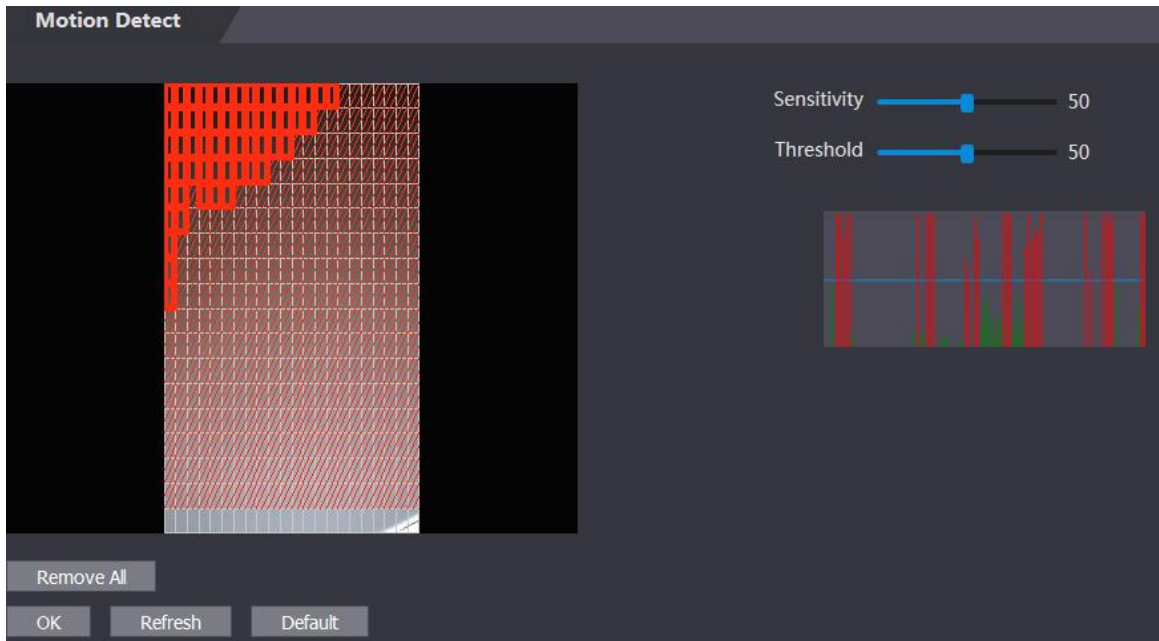 Motion Detect
Sensitivity 50
Threshold 50
Remove All
OK Refresh Default